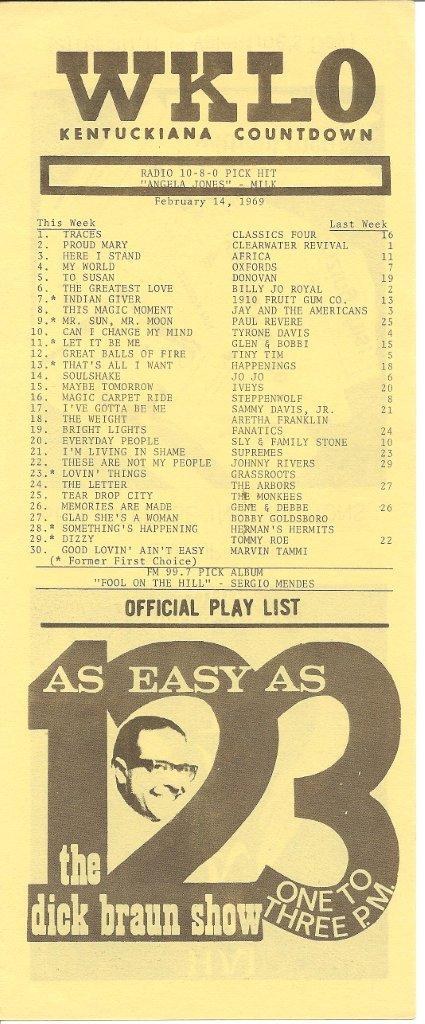 WKLO
KENTUCKIANA COUNTDOWN
RADIO 10-8-0 PICK HIT
"ANGELA JONES" - MILK
February 14, 1969
This Week Last Week
1. TRACES CLASSICS FOUR 16
2. PROUD MARY CLEARWATER REVIVAL 1
3. HERE I STAND AFRICA 11
4. MY WORLD OXFORDS 7
5. TO SUSAN DONOVAN 19
6. THE GREATEST LOVE BILLY JO ROYAL 2
7.* INDIAN GIVER 1910 FRUIT GUM CO. 13
8. THIS MAGIC MOMENT JAY AND THE AMERICANS 3
9.* MR. SUN, MR. MOON PAUL REVERE 25
10. CAN I CHANGE MY MIND TYRONE DAVIS 4
11.* LET IT BE ME GLEN & BOBBI 15
12. GREAT BALLS OF FIRE TINY TIM 5
13.* THAT'S ALL I WANT HAPPENINGS 18
14. SOULSHAKE JO JO 6
15. MAYBE TOMORROW IVEYS 20
16. MAGIC CARPET RIDE STEPPENWOLF 8
17. I'VE GOTTA BE ME SAMMY DAVIS, JR. 21
18. THE WEIGHT ARETHA FRANKLIN
19. BRIGHT LIGHTS FANATICS 24
20. EVERYDAY PEOPLE SLY & FAMILY STONE 10
21. I'M LIVING IN SHAME SUPREMES 23
22. THESE ARE NOT MY PEOPLE JOHNNY RIVERS 29
23.* LOVIN' THINGS GRASSROOTS
24. THE LETTER THE ARBORS 27
25. TEAR DROP CITY THE MONKEES
26. MEMORIES ARE MADE GENE & DEBBE 26
27. GLAD SHE'S A WOMAN BOBBY GOLDSBORO
28.* SOMETHING'S HAPPENING HERMAN'S HERMITS
29.* DIZZY TOMMY ROE 22
30. GOOD LOVIN' AIN'T EASY MARVIN TAMMI
(* Former First Choice)
FM 99.7 PICK ALBUM
"FOOL ON THE HILL" - SERGIO MENDES
OFFICIAL PLAY LIST
AS EASY AS
123
the
dick braun show
ONE TO
THREE P.M.